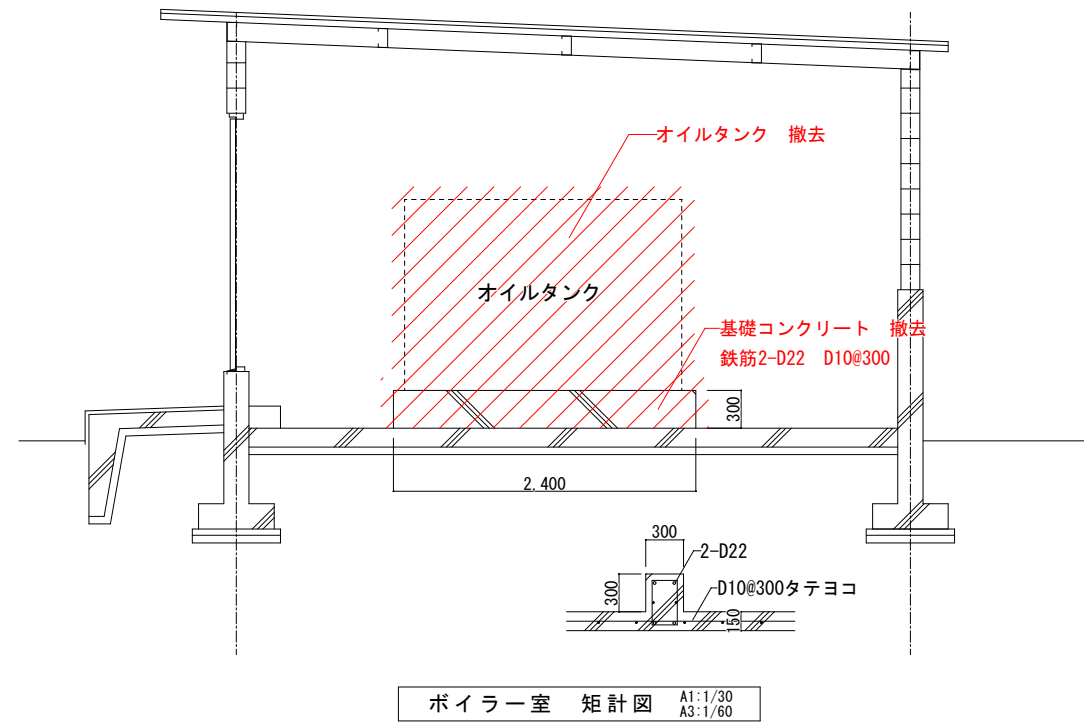 オイルタンク　撤去
オイルタンク
基礎コンクリート　撤去
鉄筋2-D22　D10@300
300
2.400
300
2-D22
300
D10@300タテヨコ
150
ボイラー室　矩計図
A1:1/30
A3:1/60